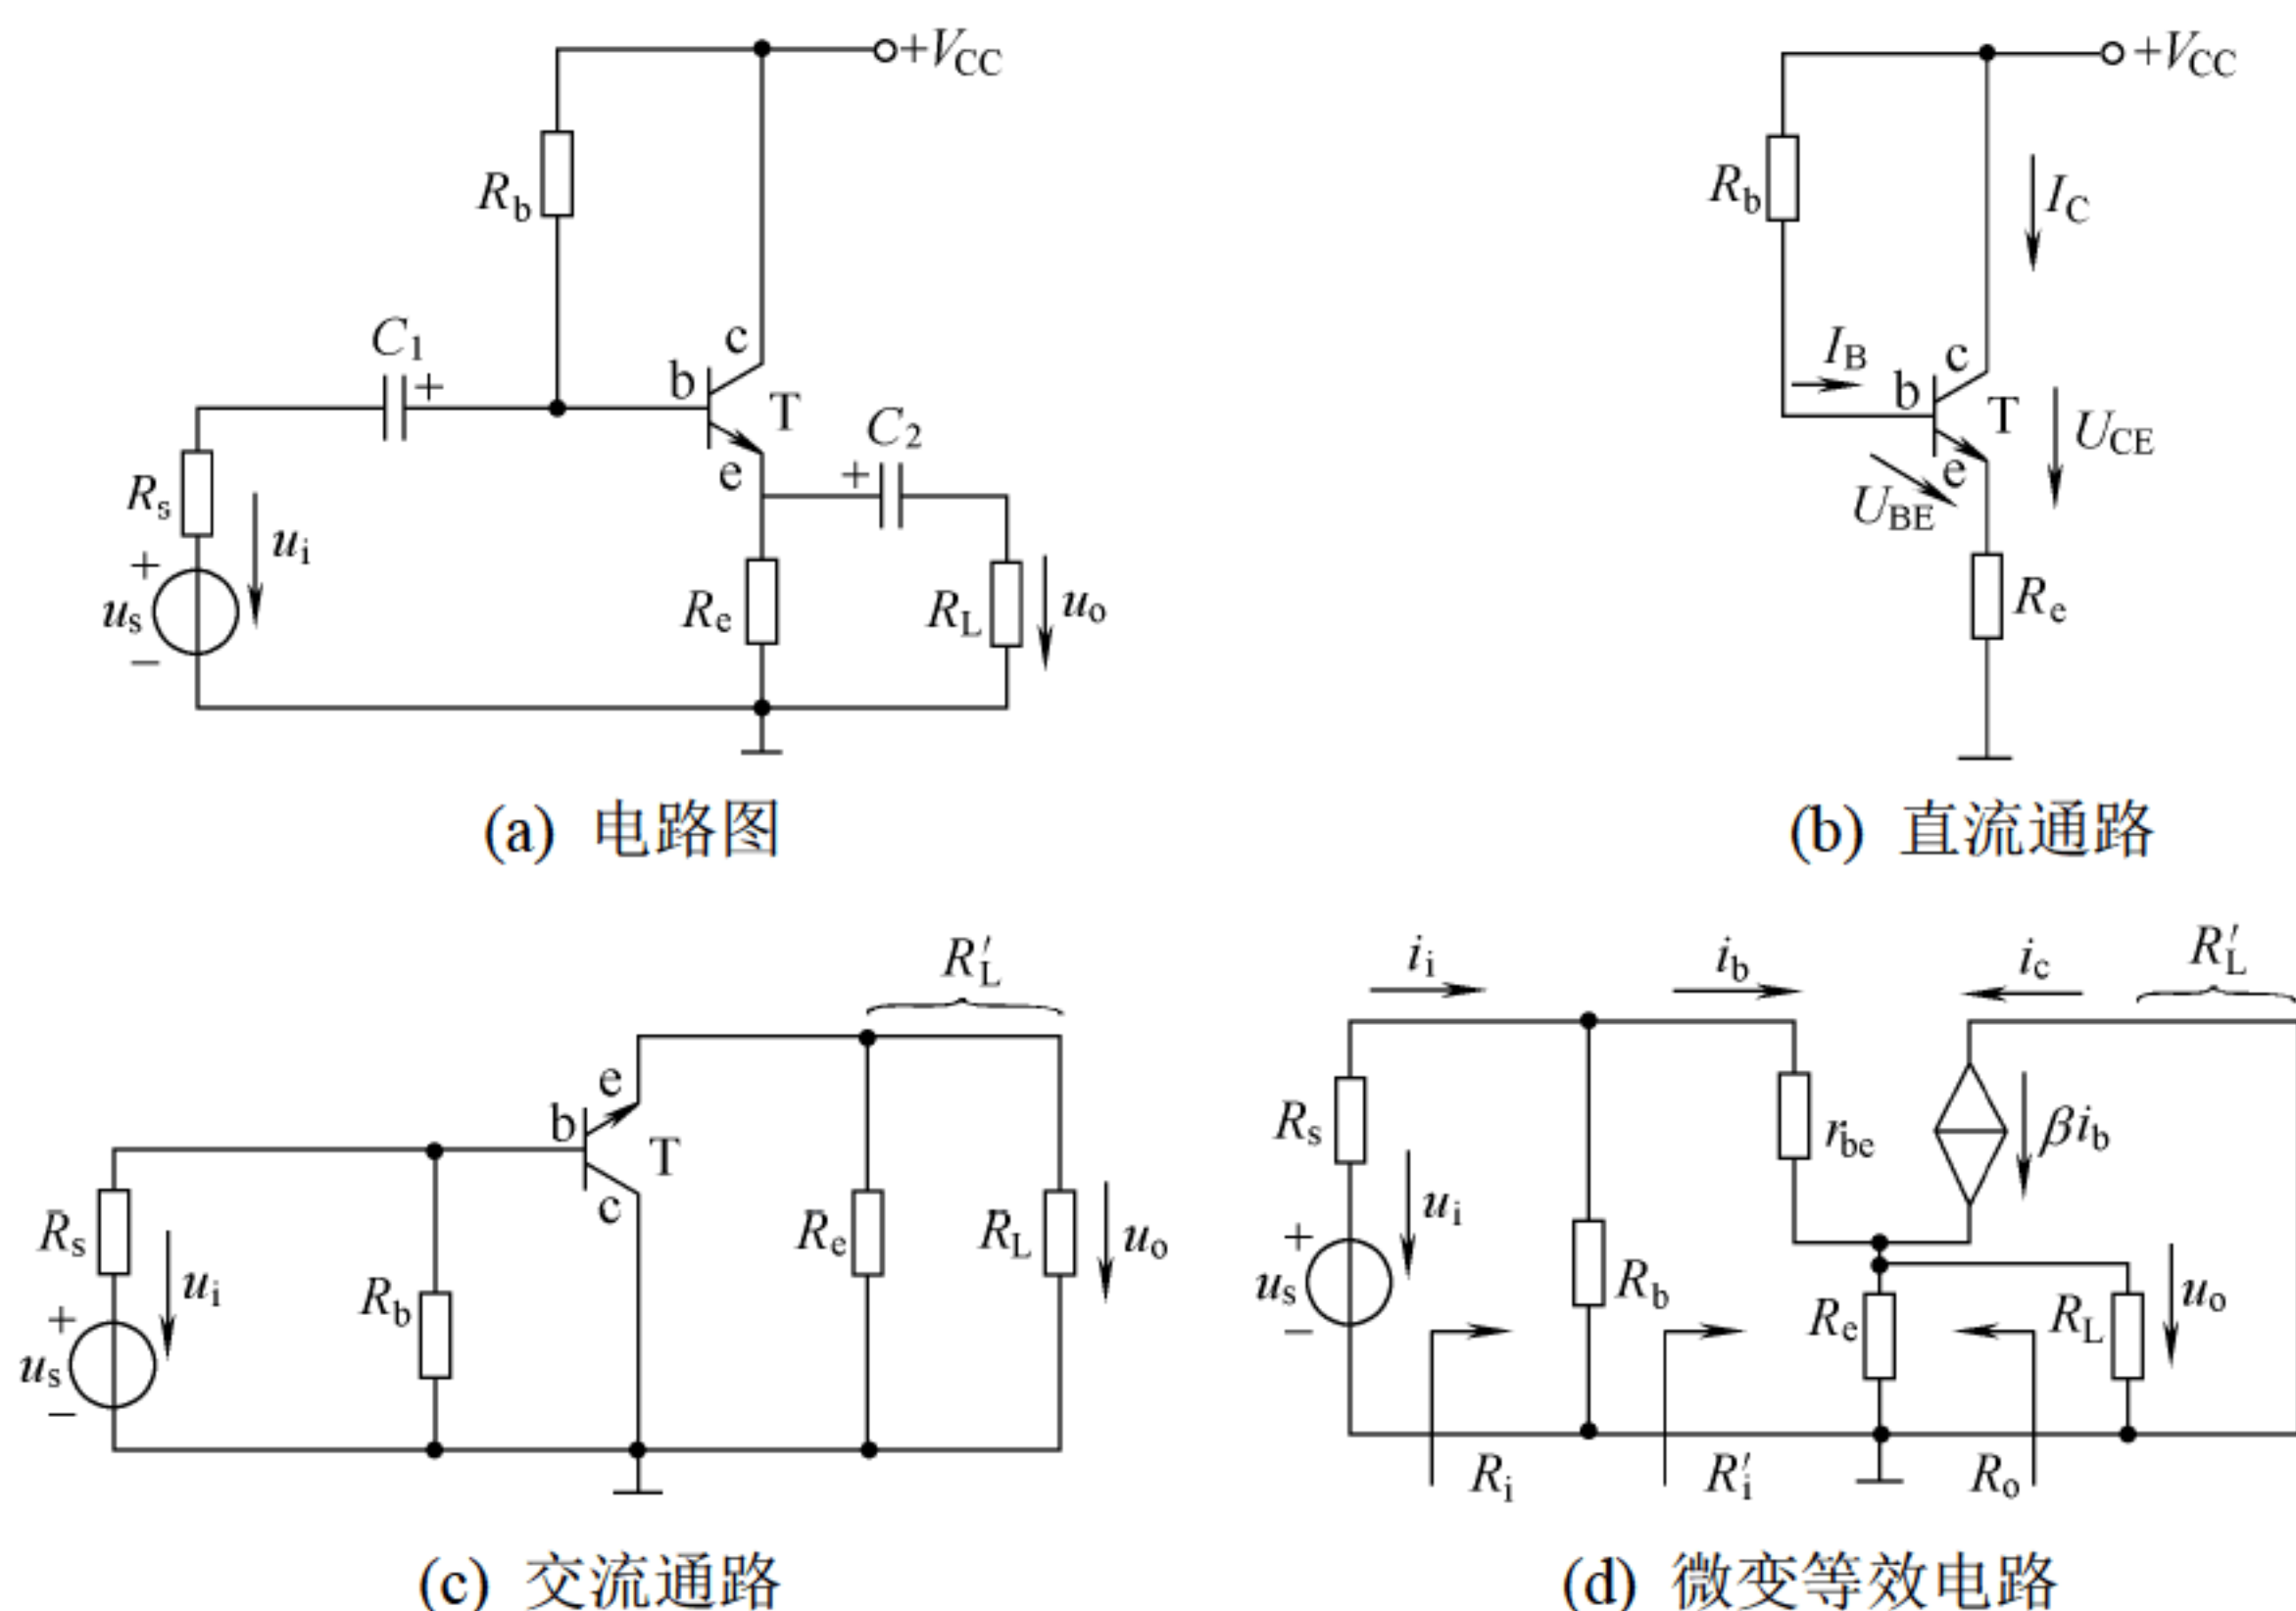 +V_CC
R_b
C_1
+
b
c
T
e
C_2
+
R_s
+
u_s
−
u_i
R_e
R_L
u_o
(a) 电路图
+V_CC
R_b
I_C
I_B
b
c
T
e
U_CE
U_BE
R_e
(b) 直流通路
R′_L
e
b
T
c
R_s
u_i
+
u_s
−
R_b
R_e
R_L
u_o
(c) 交流通路
i_i
i_b
i_c
R′_L
R_s
r_be
βi_b
u_i
+
u_s
−
R_b
R_e
R_L
u_o
R_i
R′_i
R_o
(d) 微变等效电路